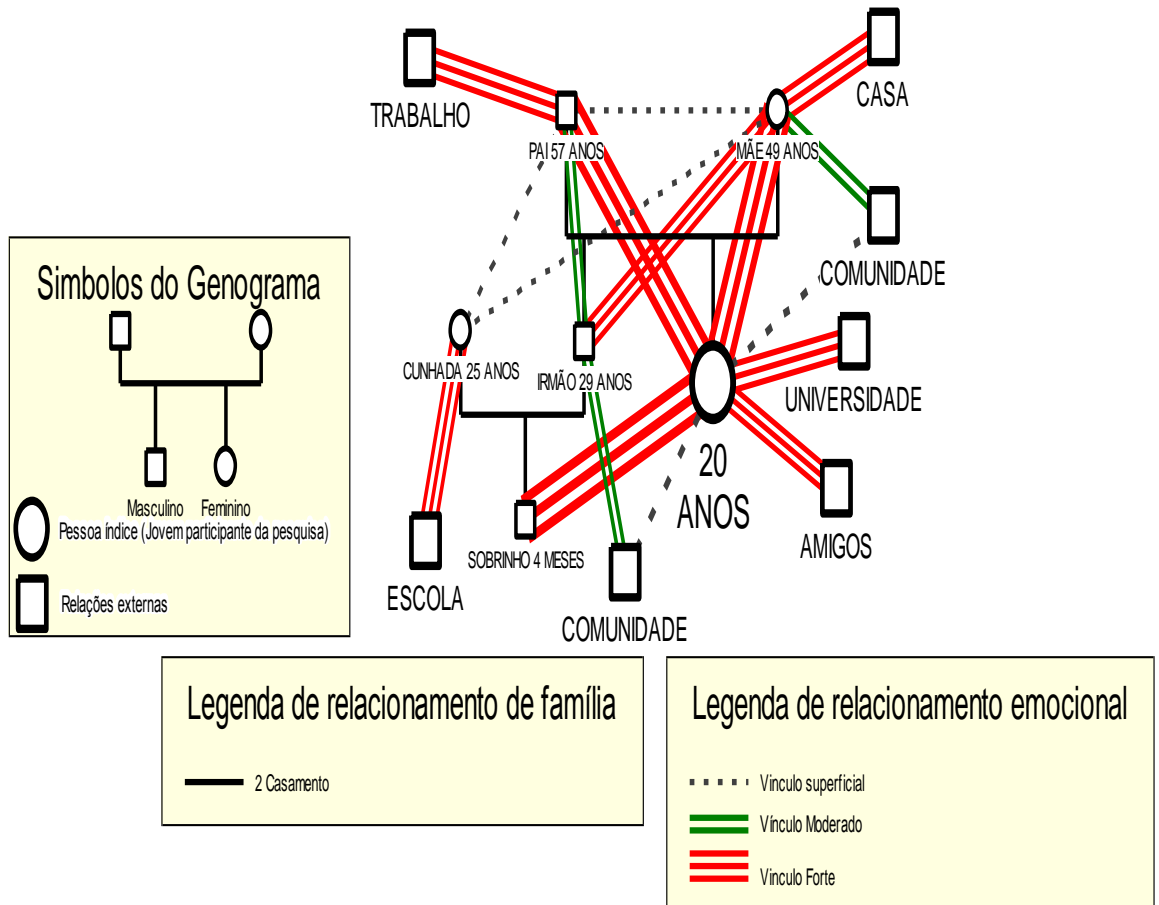 TRABALHO
CASA
PAI 57 ANOS
MÃE 49 ANOS
COMUNIDADE
Simbolos do Genograma
Masculino
Feminino
Pessoa índice (Jovem participante da pesquisa)
Relações externas
CUNHADA 25 ANOS
IRMÃO 29 ANOS
UNIVERSIDADE
20
ANOS
AMIGOS
SOBRINHO 4 MESES
ESCOLA
COMUNIDADE
Legenda de relacionamento de família
2 Casamento
Legenda de relacionamento emocional
Vinculo superficial
Vínculo Moderado
Vinculo Forte